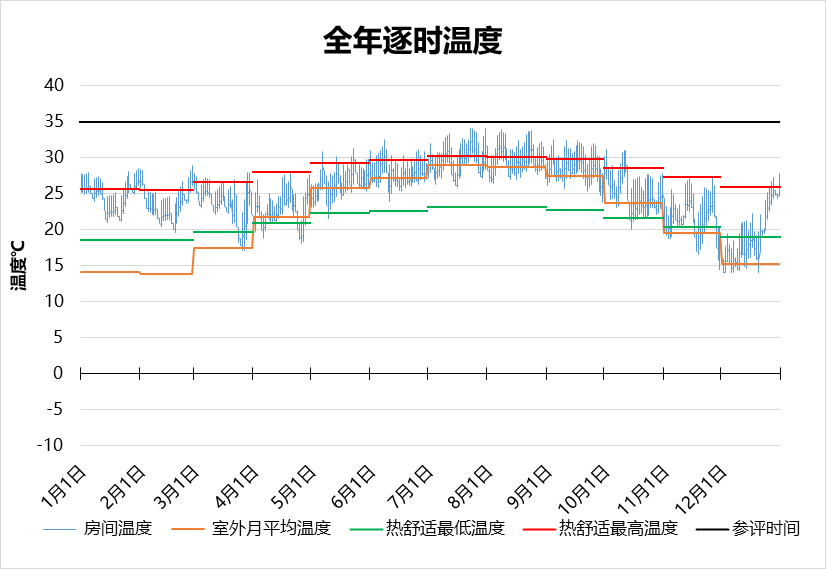 全年逐时温度
40
35
30
25
20
15
10
5
0
-5
-10
温度℃
1月1日
2月1日
3月1日
4月1日
5月1日
6月1日
7月1日
8月1日
9月1日
10月1日
11月1日
12月1日
房间温度 室外月平均温度 热舒适最低温度 热舒适最高温度 参评时间